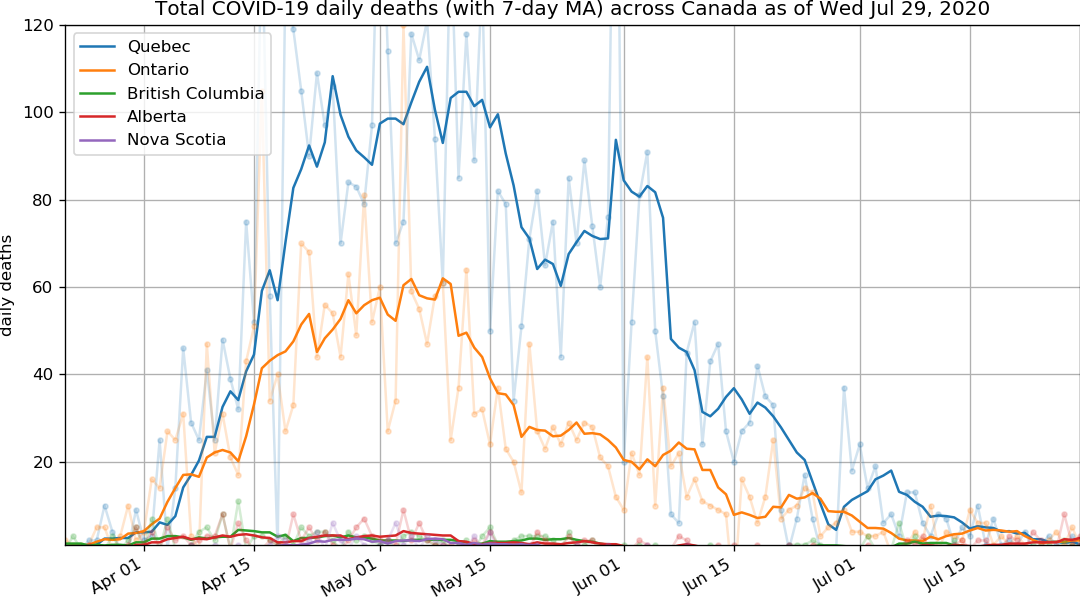 Total COVID-19 daily deaths (with 7-day MA) across Canada as of Wed Jul 29, 2020
120
100
80
60
40
20
daily deaths
Quebec
Ontario
British Columbia
Alberta
Nova Scotia
Apr 01
Apr 15
May 01
May 15
Jun 01
Jun 15
Jul 01
Jul 15